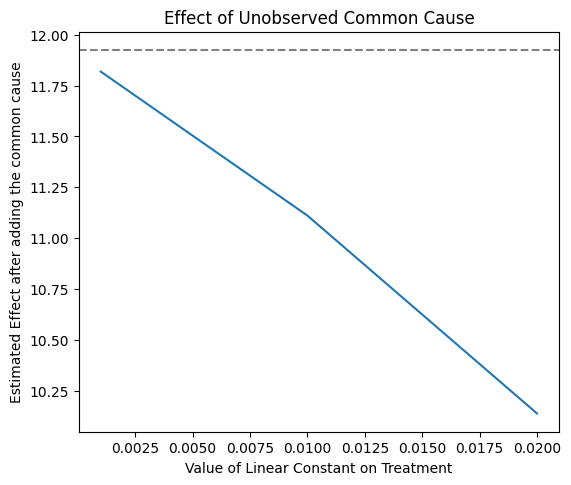 Effect of Unobserved Common Cause
Estimated Effect after adding the common cause
12.00
11.75
11.50
11.25
11.00
10.75
10.50
10.25
0.0025 0.0050 0.0075 0.0100 0.0125 0.0150 0.0175 0.0200
Value of Linear Constant on Treatment